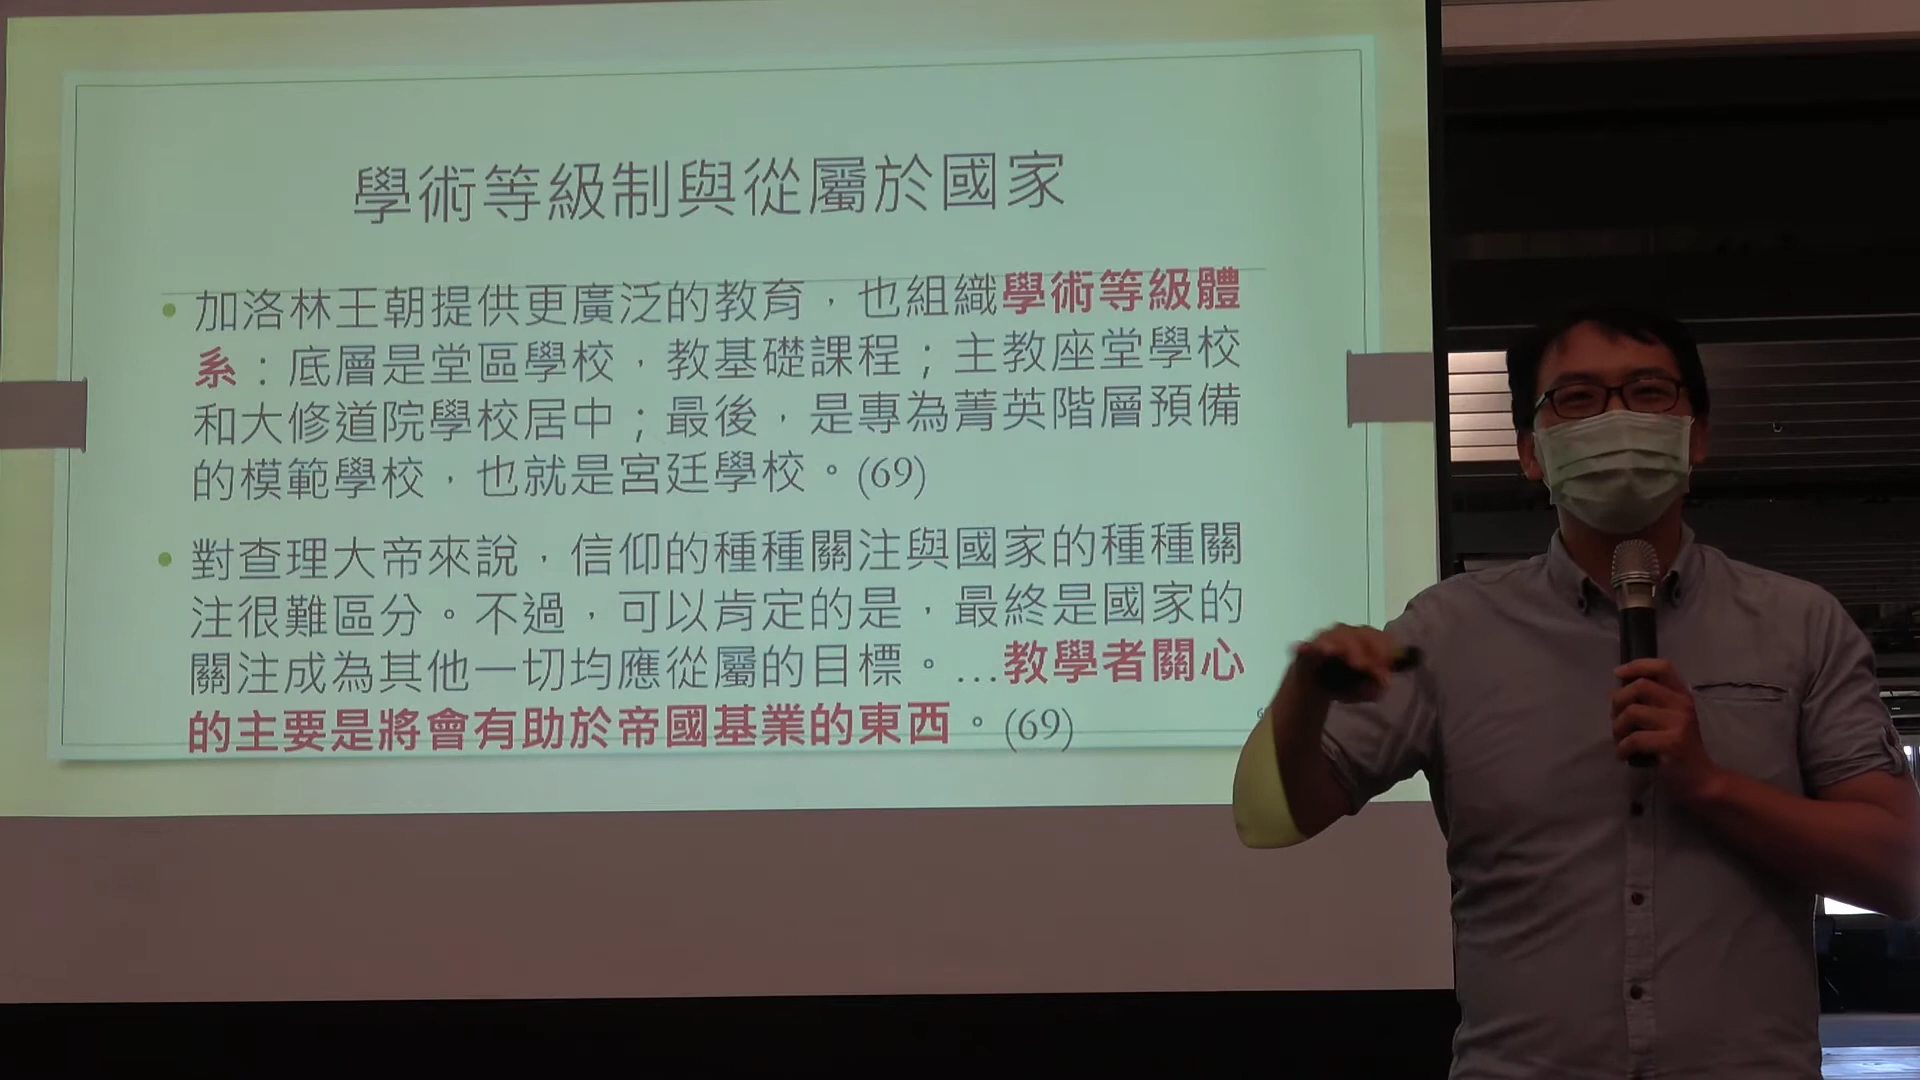 學術等級制與從屬於國家
• 加洛林王朝提供更廣泛的教育，也組織學術等級體
系：底層是堂區學校，教基礎課程；主教座堂學校
和大修道院學校居中；最後，是專為菁英階層預備
的模範學校，也就是宮廷學校。(69)
• 對查理大帝來說，信仰的種種關注與國家的種種關
注很難區分。不過，可以肯定的是，最終是國家的
關注成為其他一切均應從屬的目標。…教學者關心
的主要是將會有助於帝國基業的東西。(69)